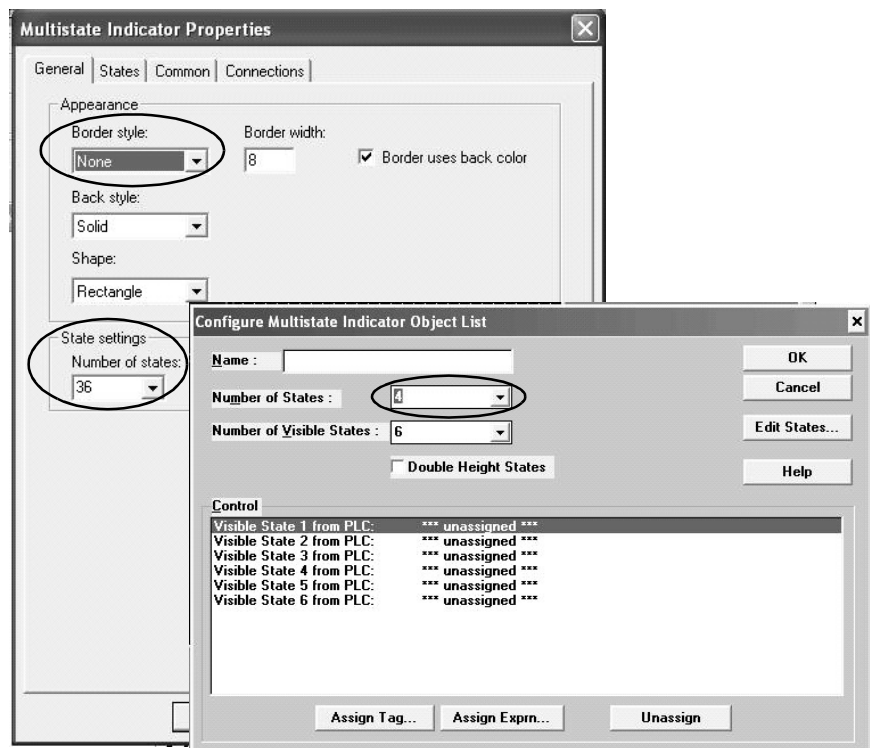 Multistate Indicator Properties
General States Common Connections
Appearance
Border style: Border width:
None 8 Border uses back color
Back style:
Solid
Shape:
Rectangle
State settings
Number of states:
36
Configure Multistate Indicator Object List
Name :
OK
Number of States : 4
Cancel
Number of Visible States : 6
Edit States...
Double Height States
Help
Control
Visible State 1 from PLC: *** unassigned ***
Visible State 2 from PLC: *** unassigned ***
Visible State 3 from PLC: *** unassigned ***
Visible State 4 from PLC: *** unassigned ***
Visible State 5 from PLC: *** unassigned ***
Visible State 6 from PLC: *** unassigned ***
Assign Tag... Assign Exprn... Unassign